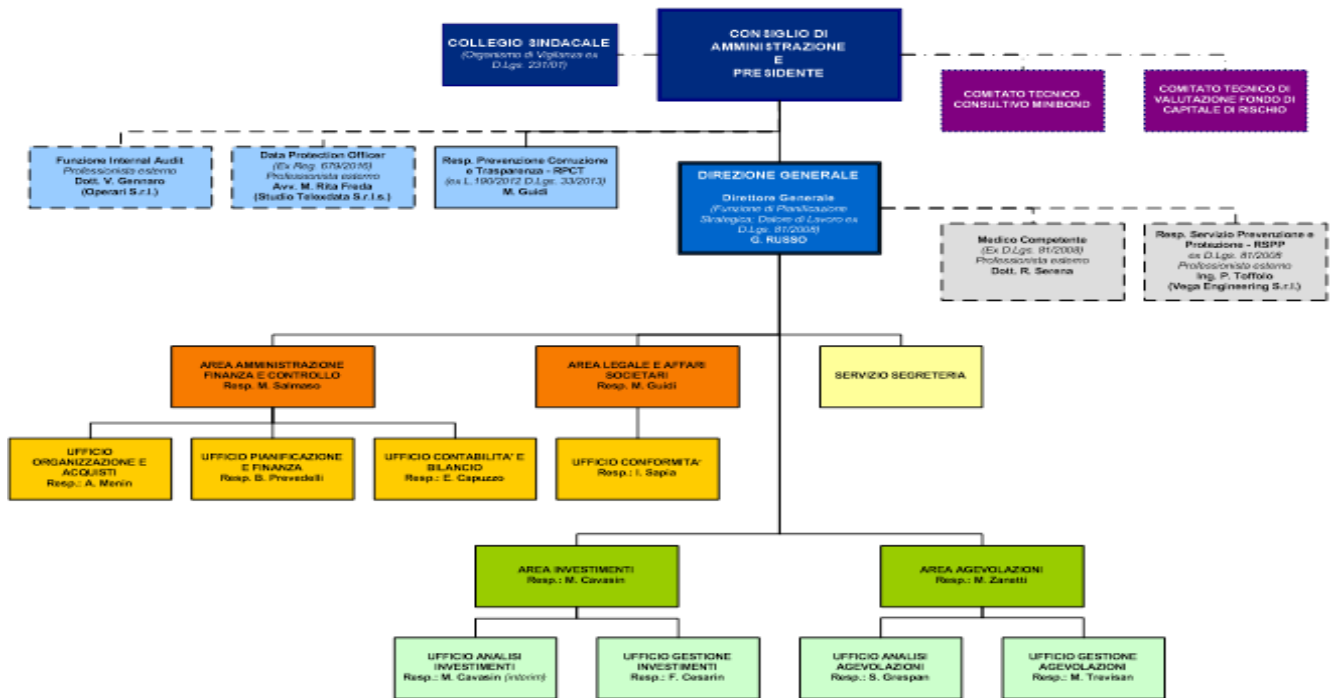 COLLEGIO SINDACALE
(Organismo di Vigilanza ex
D.Lgs. 231/01)
CONSIGLIO DI
AMMINISTRAZIONE
E
PRESIDENTE
COMITATO TECNICO
CONSULTIVO MINIBOND
COMITATO TECNICO DI
VALUTAZIONE FONDO DI
CAPITALE DI RISCHIO
Funzione Internal Audit
Professionista esterno
Dott. V. Gennaro
(Operari S.r.l.)
Data Protection Officer
(Ex Reg. 679/2016)
Professionista esterno
Avv. M. Rita Freda
(Studio Telexdata S.r.l.s.)
Resp. Prevenzione Corruzione
e Trasparenza - RPCT
(ex L.190/2012 D.Lgs. 33/2013)
M. Guidi
DIREZIONE GENERALE
Direttore Generale
(Funzione di Pianificazione
Strategica; Datore di Lavoro ex
D.Lgs. 81/2008)
G. RUSSO
Medico Competente
(Ex D.Lgs. 81/2008)
Professionista esterno
Dott. R. Serena
Resp. Servizio Prevenzione e
Protezione - RSPP
ex D.Lgs. 81/2008
Professionista esterno
Ing. P. Toffolo
(Vega Engineering S.r.l.)
AREA AMMINISTRAZIONE
FINANZA E CONTROLLO
Resp. M. Salmaso
AREA LEGALE E AFFARI
SOCIETARI
Resp. M. Guidi
SERVIZIO SEGRETERIA
UFFICIO
ORGANIZZAZIONE E
ACQUISTI
Resp.: A. Menin
UFFICIO PIANIFICAZIONE
E FINANZA
Resp. B. Prevedelli
UFFICIO CONTABILITA' E
BILANCIO
Resp.: E. Capuzzo
UFFICIO CONFORMITA'
Resp.: I. Sapia
AREA INVESTIMENTI
Resp.: M. Cavasin
AREA AGEVOLAZIONI
Resp.: M. Zanetti
UFFICIO ANALISI
INVESTIMENTI
Resp.: M. Cavasin (interim)
UFFICIO GESTIONE
INVESTIMENTI
Resp.: F. Cesarin
UFFICIO ANALISI
AGEVOLAZIONI
Resp.: S. Grespan
UFFICIO GESTIONE
AGEVOLAZIONI
Resp.: M. Trevisan